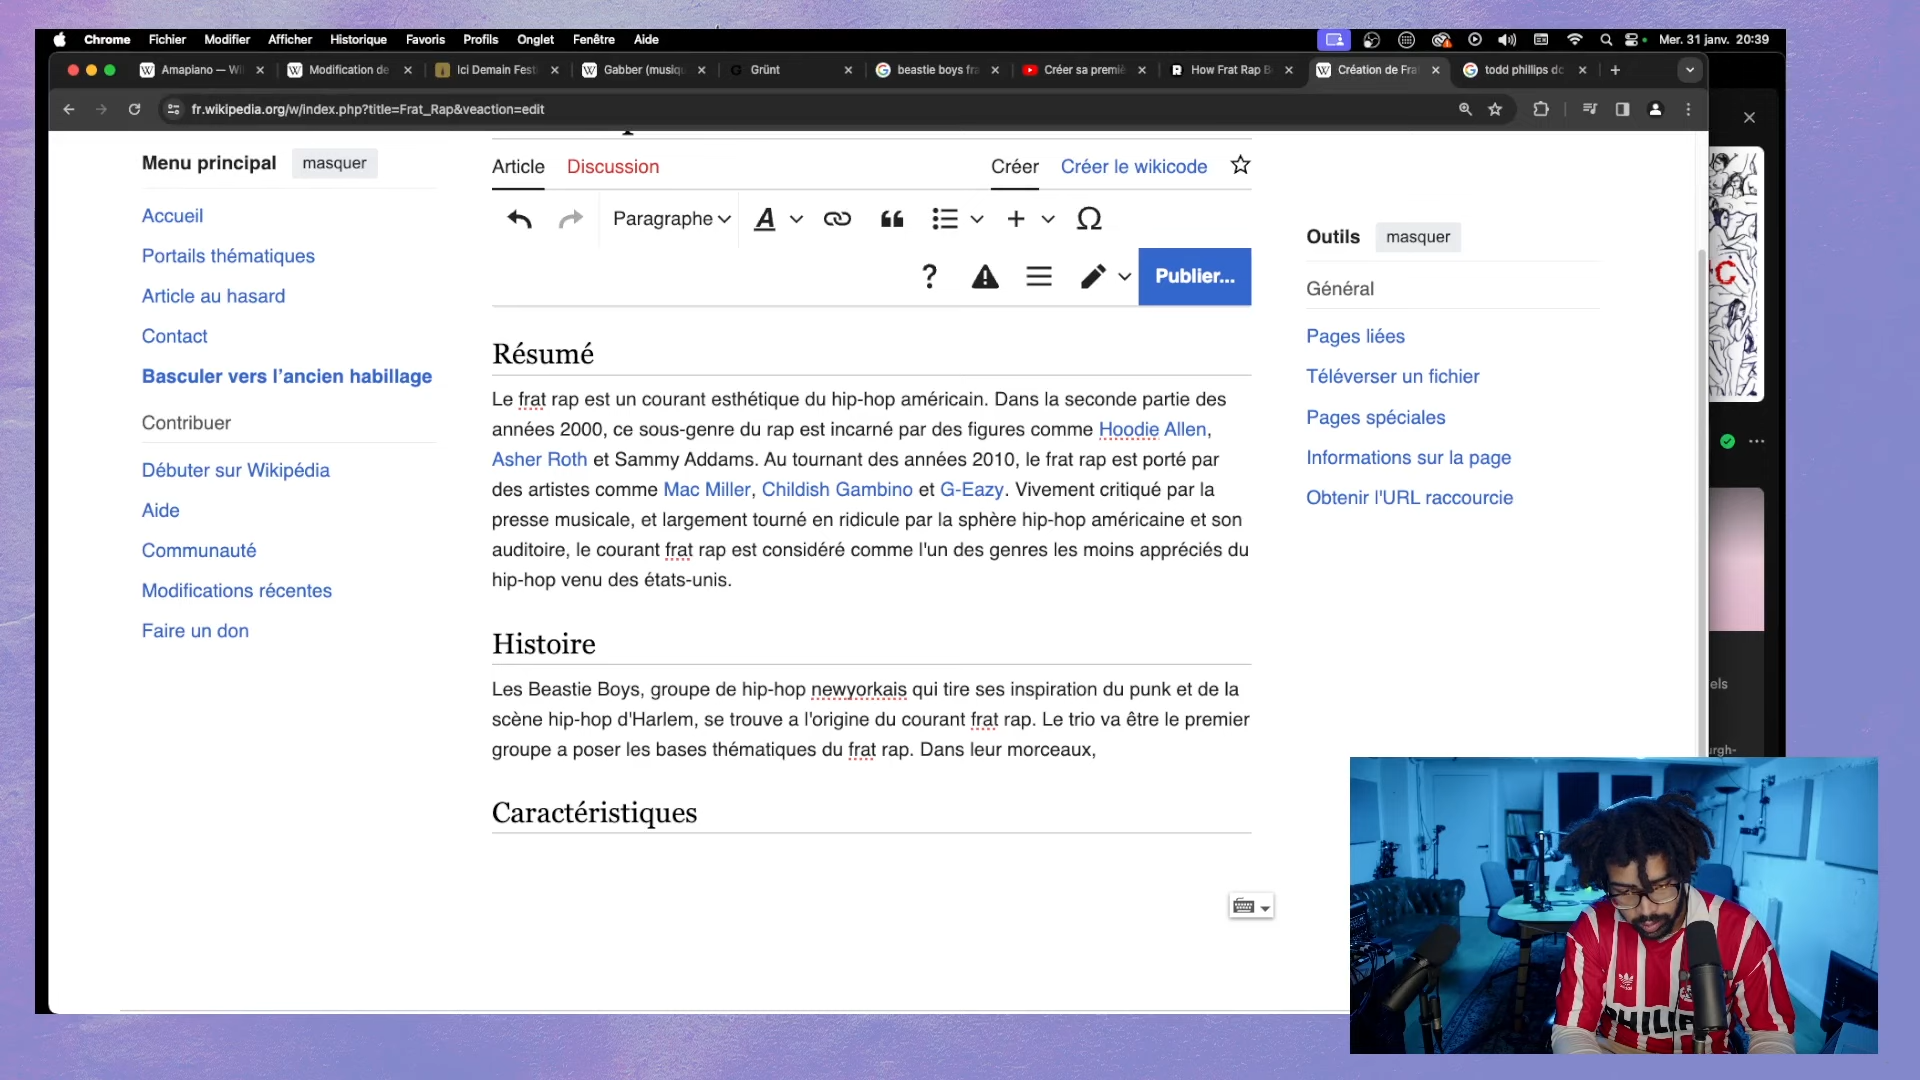 Chrome Fichier Modifier Afficher Historique Favoris Profils Onglet Fenêtre Aide Mer. 31 janv. 20:39
Amapiano — Wi Modification de Ici Demain Fest Gabber (musiqu Grünt beastie boys fra Créer sa premiè How Frat Rap B Création de Fra todd phillips do
fr.wikipedia.org/w/index.php?title=Frat_Rap&veaction=edit
Menu principal masquer
Accueil
Portails thématiques
Article au hasard
Contact
Basculer vers l'ancien habillage
Contribuer
Débuter sur Wikipédia
Aide
Communauté
Modifications récentes
Faire un don
Article Discussion Créer Créer le wikicode
Paragraphe A Ω
? Publier...
Résumé
Le frat rap est un courant esthétique du hip-hop américain. Dans la seconde partie des
années 2000, ce sous-genre du rap est incarné par des figures comme Hoodie Allen,
Asher Roth et Sammy Addams. Au tournant des années 2010, le frat rap est porté par
des artistes comme Mac Miller, Childish Gambino et G-Eazy. Vivement critiqué par la
presse musicale, et largement tourné en ridicule par la sphère hip-hop américaine et son
auditoire, le courant frat rap est considéré comme l'un des genres les moins appréciés du
hip-hop venu des états-unis.
Histoire
Les Beastie Boys, groupe de hip-hop newyorkais qui tire ses inspiration du punk et de la
scène hip-hop d'Harlem, se trouve a l'origine du courant frat rap. Le trio va être le premier
groupe a poser les bases thématiques du frat rap. Dans leur morceaux,
Caractéristiques
Outils masquer
Général
Pages liées
Téléverser un fichier
Pages spéciales
Informations sur la page
Obtenir l'URL raccourcie
els
urgh-
PHILIP